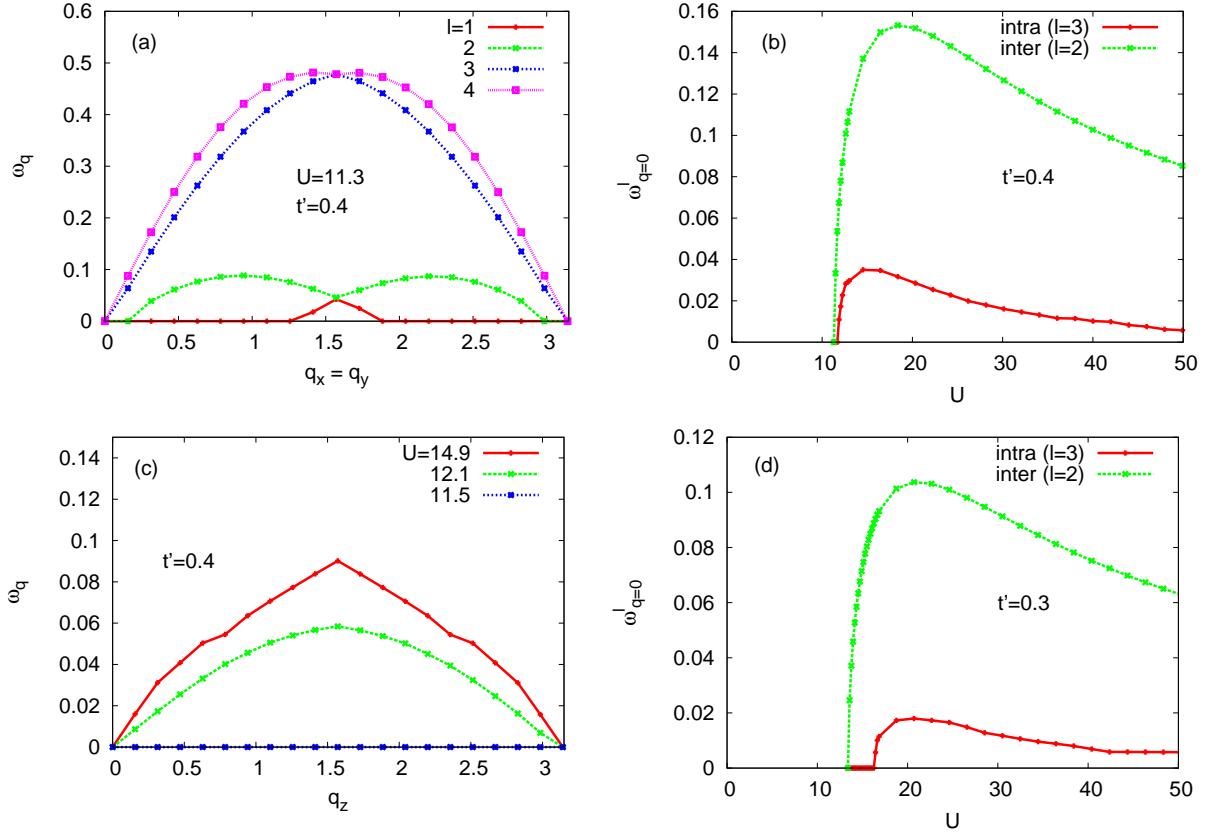 (a)
l=1
2
3
4
U=11.3
t'=0.4
ω_q
0 0.1 0.2 0.3 0.4 0.5 0.6
0 0.5 1 1.5 2 2.5 3
q_x = q_y
(b)
intra (l=3)
inter (l=2)
t'=0.4
ω^l_{q=0}
0 0.02 0.04 0.06 0.08 0.1 0.12 0.14 0.16
0 10 20 30 40 50
U
(c)
U=14.9
12.1
11.5
t'=0.4
ω_q
0 0.02 0.04 0.06 0.08 0.1 0.12 0.14
0 0.5 1 1.5 2 2.5 3
q_z
(d)
intra (l=3)
inter (l=2)
t'=0.3
ω^l_{q=0}
0 0.02 0.04 0.06 0.08 0.1 0.12
0 10 20 30 40 50
U